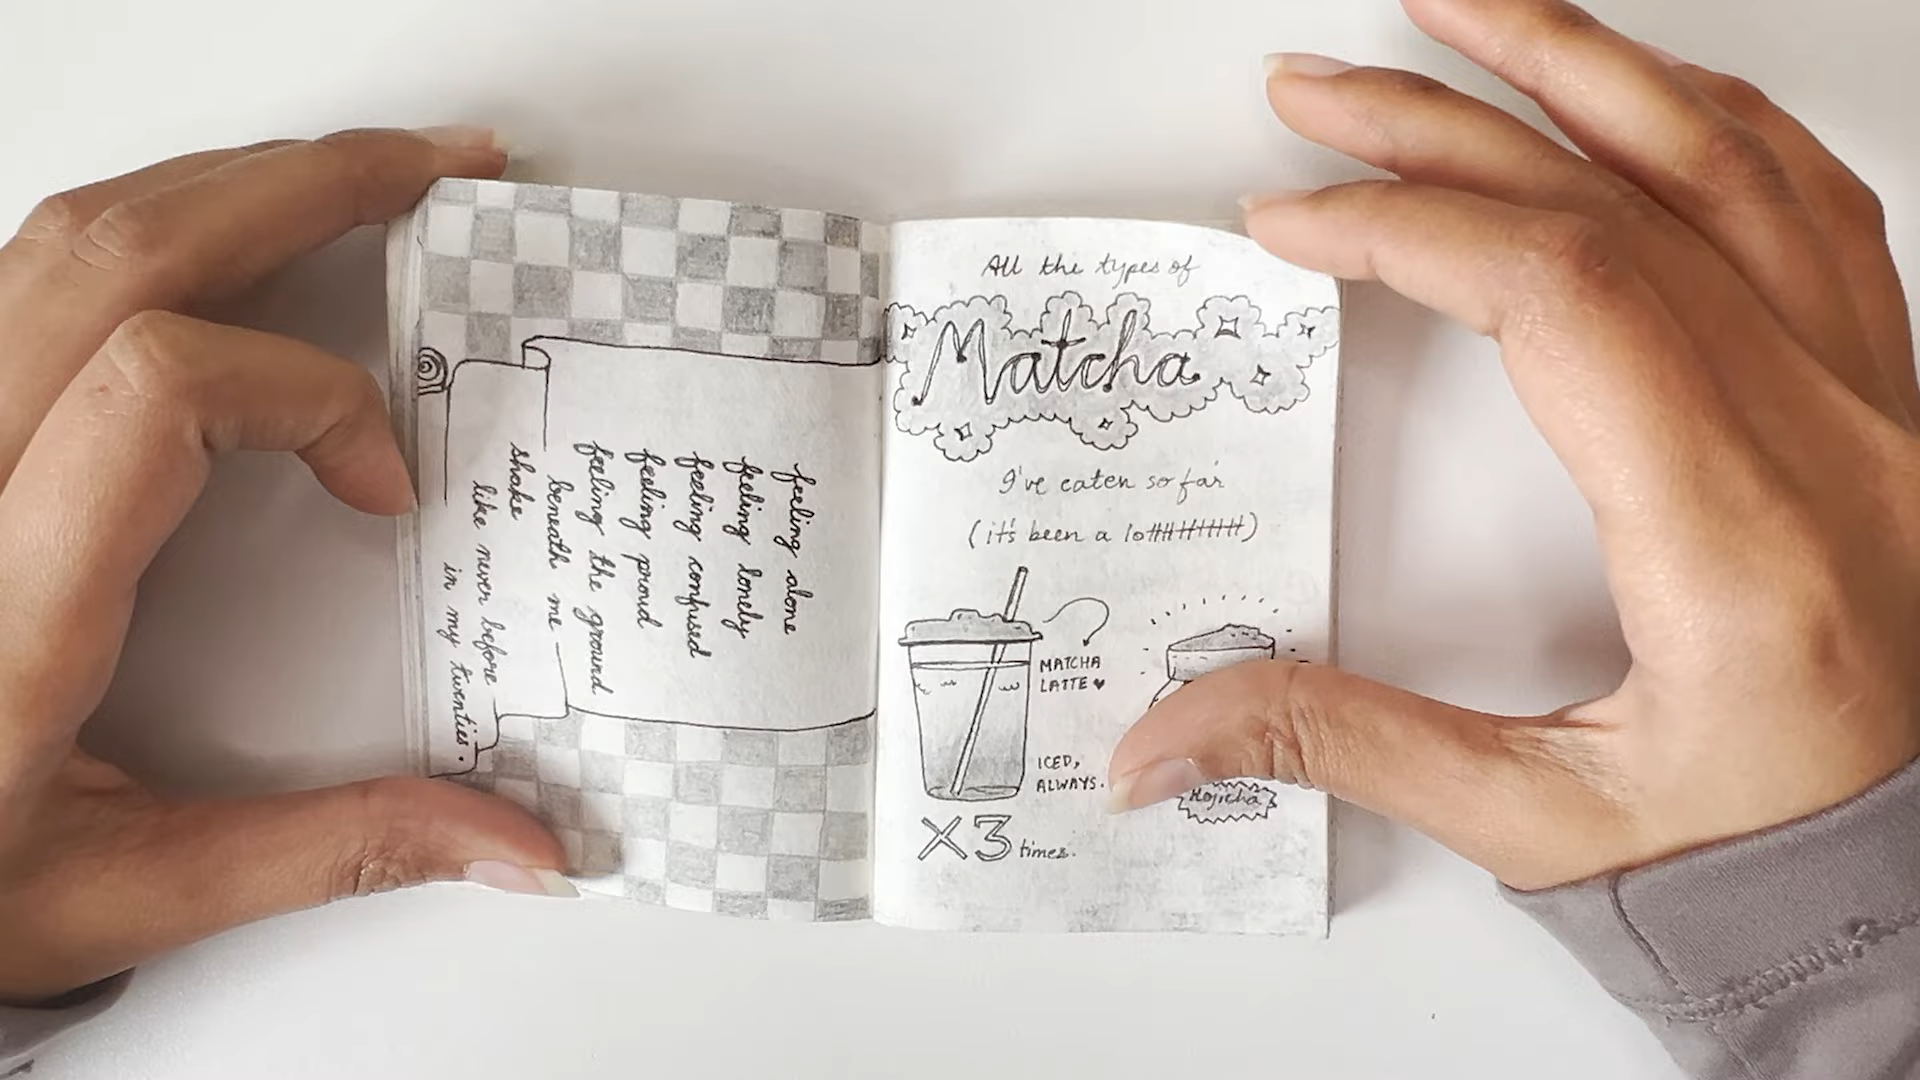 feeling alone
feeling lonely
feeling confused
feeling proud
feeling the ground
beneath me
shake
like never before
in my twenties.
All the types of
Matcha
I've eaten so far
(it's been a lottttttttt)
MATCHA
LATTE ♥
ICED,
ALWAYS.
X3 times.
Hojicha